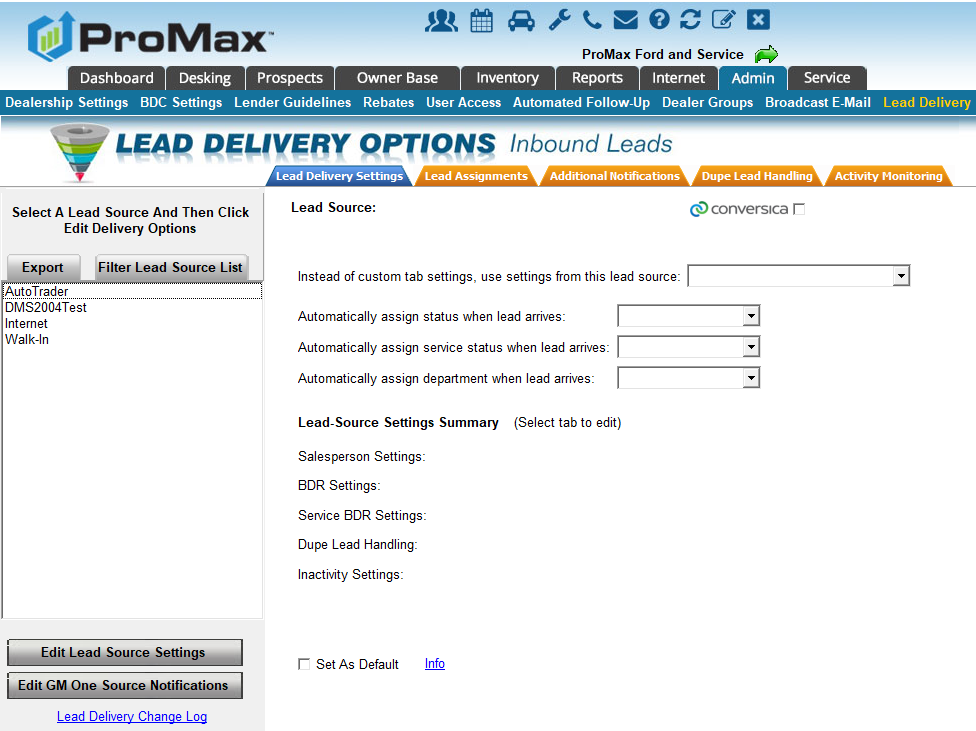 ProMax™
ProMax Ford and Service
Dashboard Desking Prospects Owner Base Inventory Reports Internet Admin Service
Dealership Settings BDC Settings Lender Guidelines Rebates User Access Automated Follow-Up Dealer Groups Broadcast E-Mail Lead Delivery
LEAD DELIVERY OPTIONS Inbound Leads
Lead Delivery Settings Lead Assignments Additional Notifications Dupe Lead Handling Activity Monitoring
Select A Lead Source And Then Click
Edit Delivery Options
Export Filter Lead Source List
AutoTrader
DMS2004Test
Internet
Walk-In
Edit Lead Source Settings
Edit GM One Source Notifications
Lead Delivery Change Log
Lead Source: conversica
Instead of custom tab settings, use settings from this lead source:
Automatically assign status when lead arrives:
Automatically assign service status when lead arrives:
Automatically assign department when lead arrives:
Lead-Source Settings Summary (Select tab to edit)
Salesperson Settings:
BDR Settings:
Service BDR Settings:
Dupe Lead Handling:
Inactivity Settings:
Set As Default Info